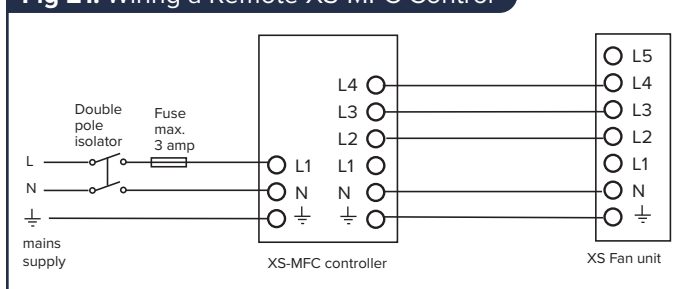 Fig 21. Wiring a Remote XS-MFC Control
Double
pole
isolator
Fuse
max.
3 amp
L
N
mains
supply
L1
N
L4
L3
L2
L1
N
XS-MFC controller
L5
L4
L3
L2
L1
N
XS Fan unit